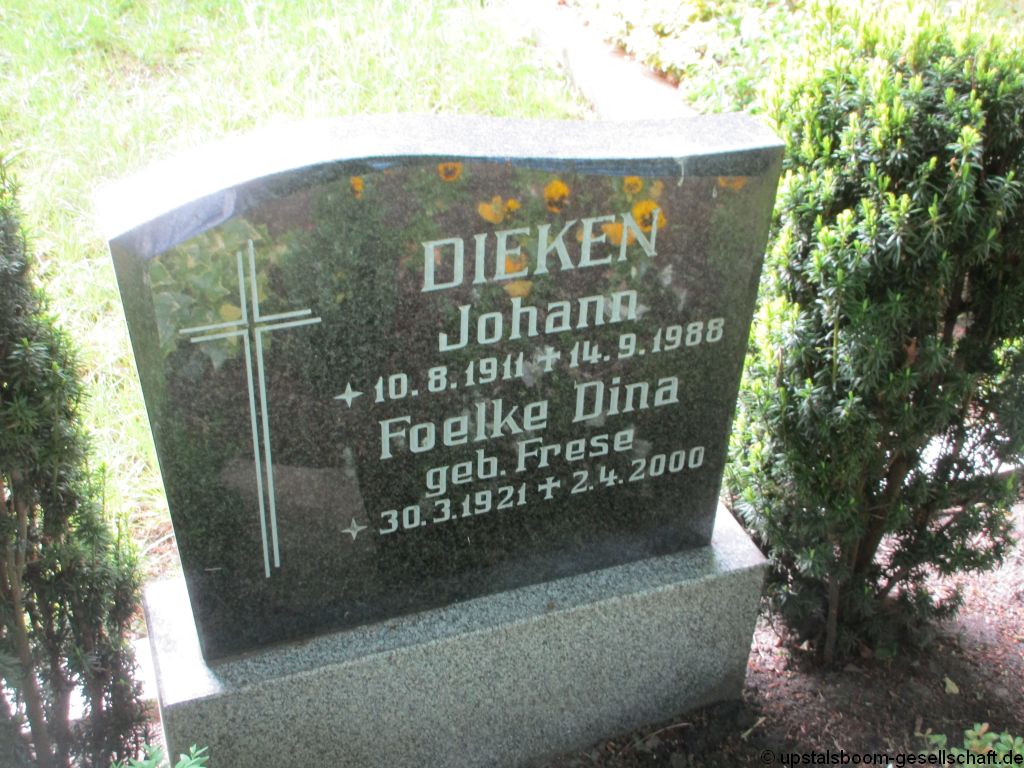 DIEKEN
Johann
10.8.1911 ✝ 14.9.1988
Foelke Dina
geb. Frese
30.3.1921 ✝ 2.4.2000
© upstalsboom-gesellschaft.de